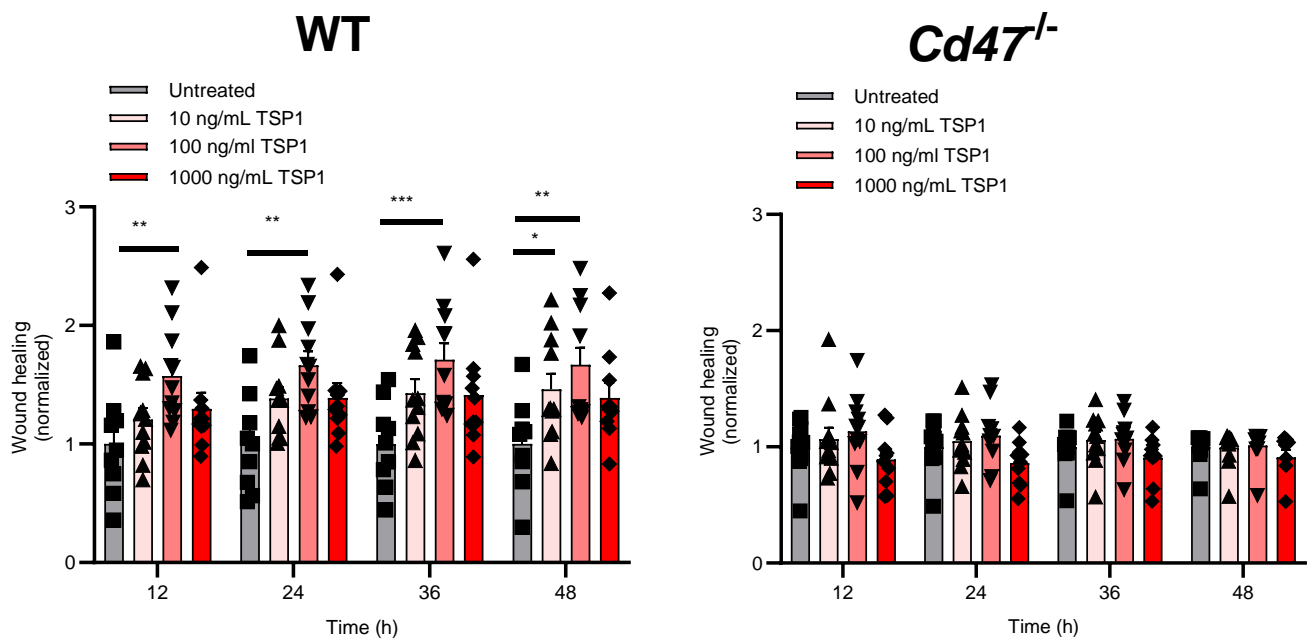 WT
Untreated
10 ng/mL TSP1
100 ng/ml TSP1
1000 ng/mL TSP1
Wound healing
(normalized)
3
2
1
0
**
**
***
**
*
12
24
36
48
Time (h)
Cd47-/-
Untreated
10 ng/mL TSP1
100 ng/ml TSP1
1000 ng/mL TSP1
Wound healing
(normalized)
3
2
1
0
12
24
36
48
Time (h)